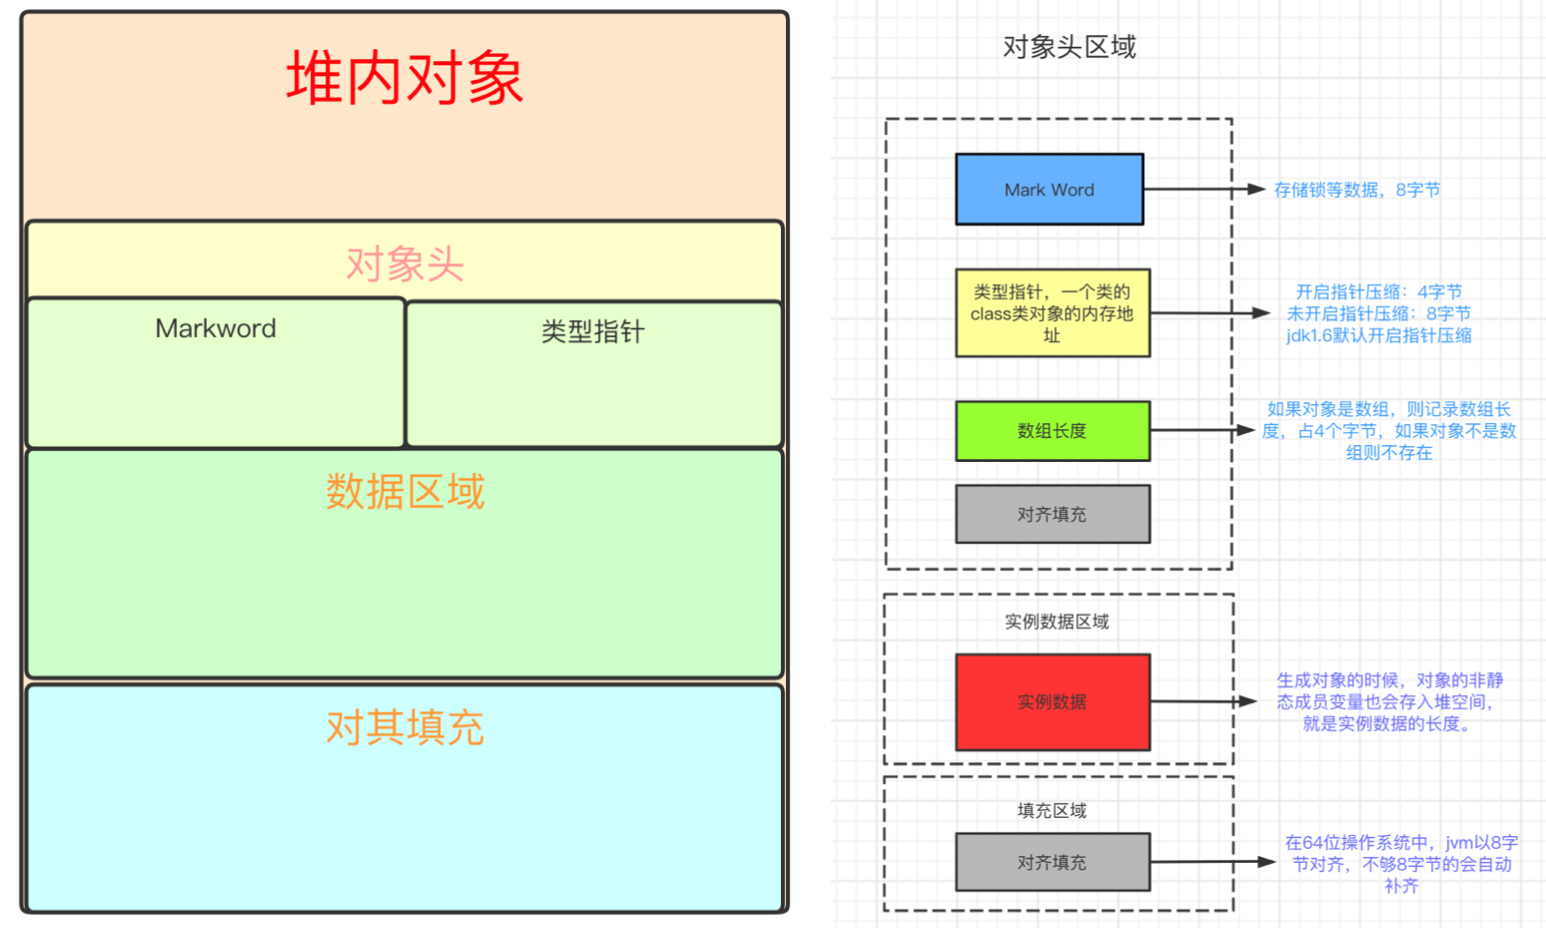 堆内对象
对象头
Markword
类型指针
数据区域
对其填充
对象头区域
Mark Word
存储锁等数据，8字节
类型指针，一个类的
class类对象的内存地
址
开启指针压缩：4字节
未开启指针压缩：8字节
jdk1.6默认开启指针压缩
数组长度
如果对象是数组，则记录数组长
度，占4个字节，如果对象不是数
组则不存在
对齐填充
实例数据区域
实例数据
生成对象的时候，对象的非静
态成员变量也会存入堆空间，
就是实例数据的长度。
填充区域
对齐填充
在64位操作系统中，jvm以8字
节对齐，不够8字节的会自动
补齐